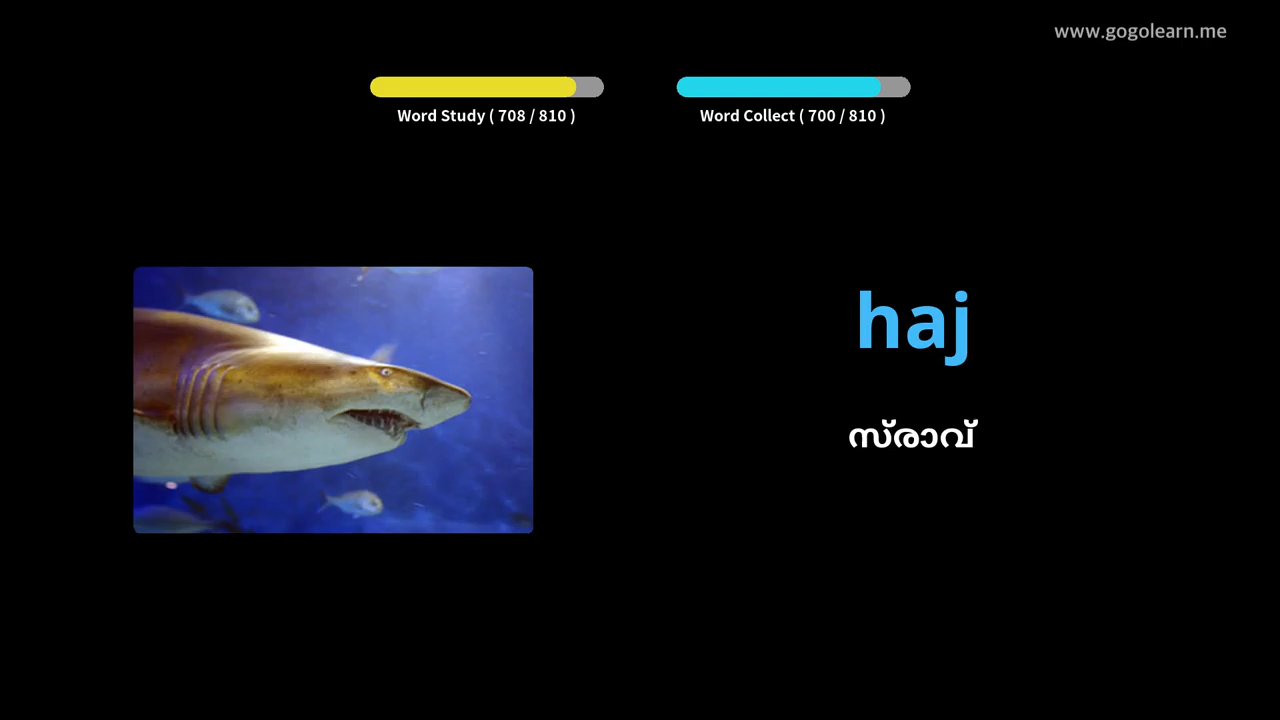 www.gogolearn.me
Word Study ( 708 / 810 )
Word Collect ( 700 / 810 )
haj
സ്രാവ്